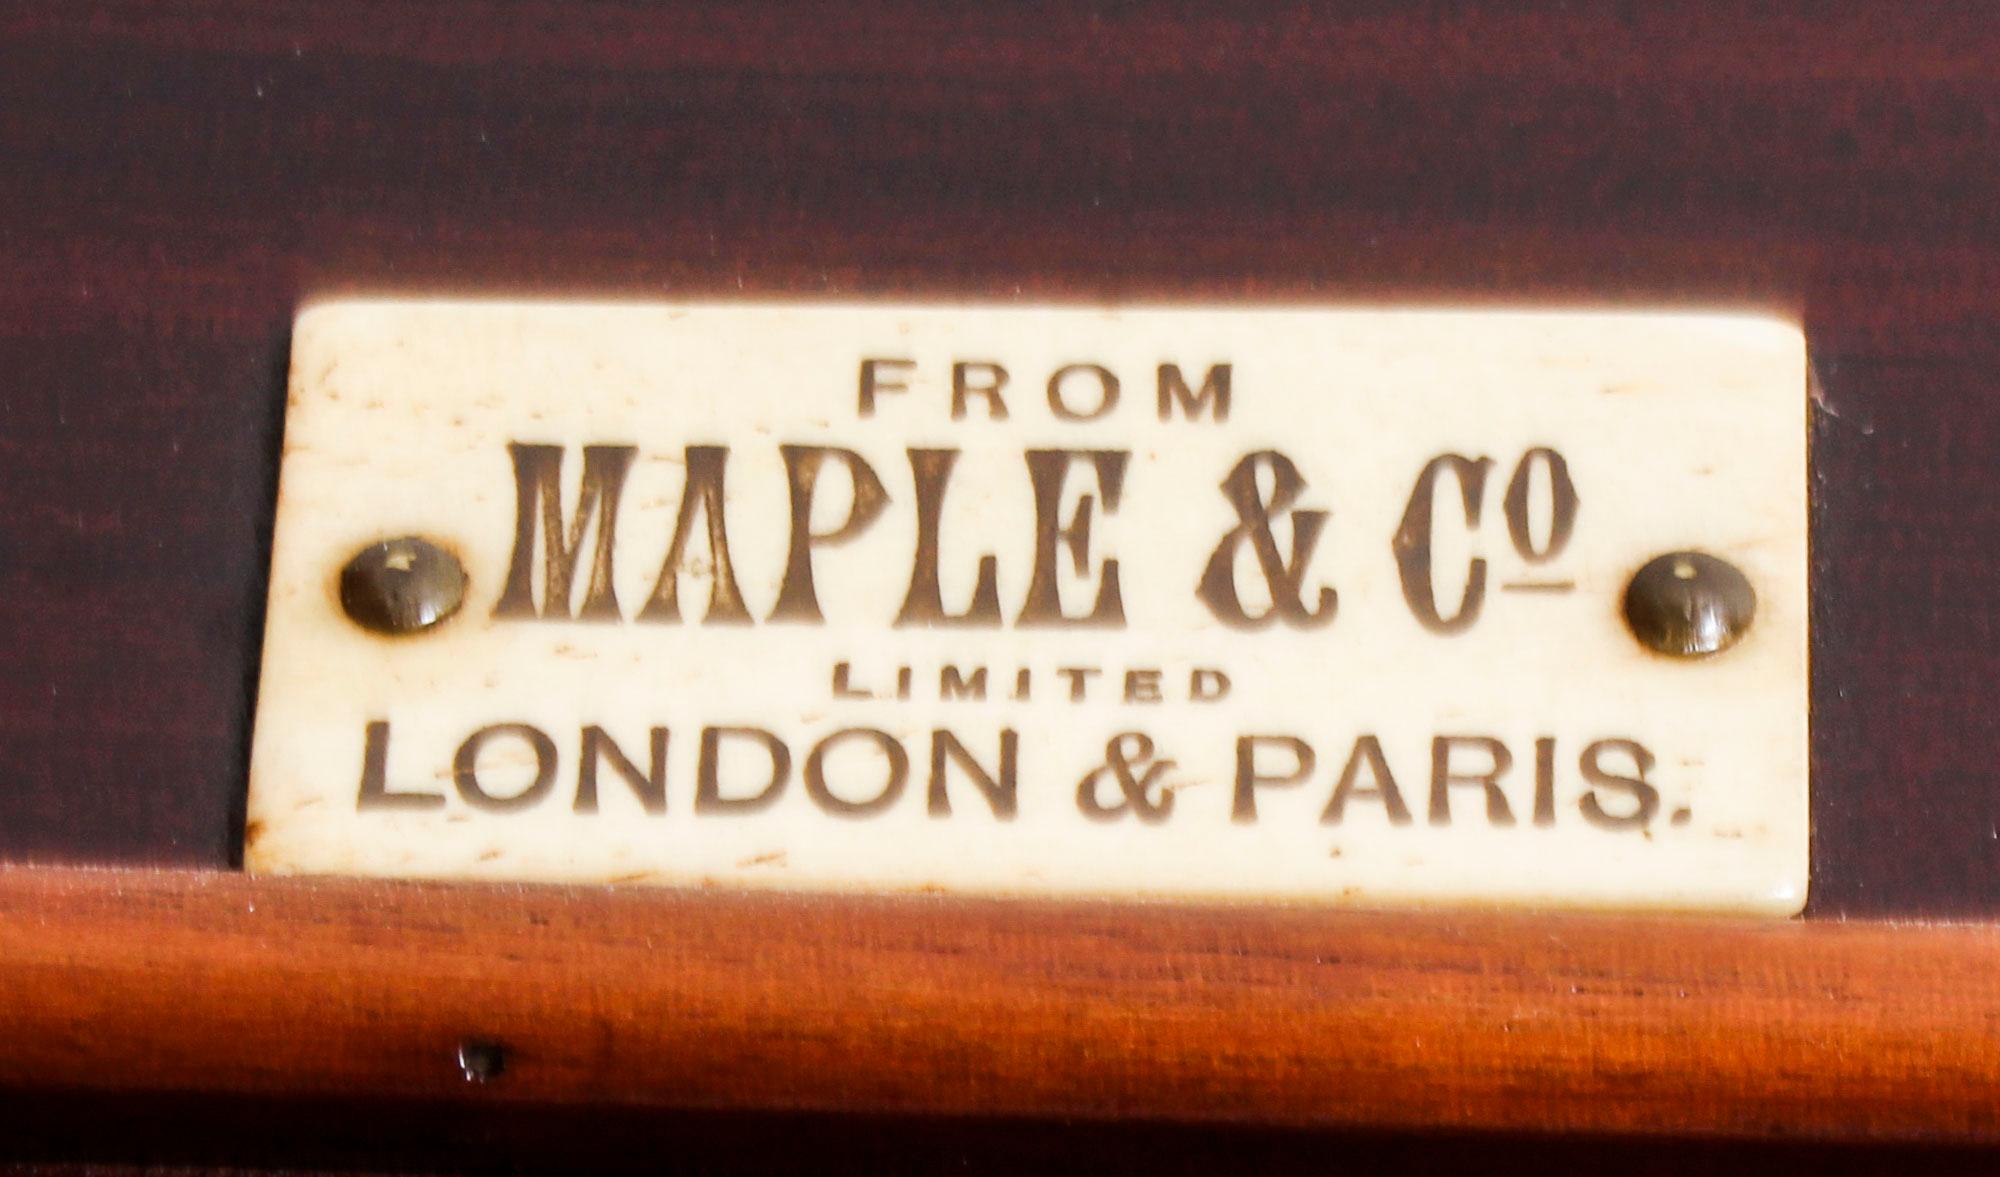 FROM
MAPLE & Co
LIMITED
LONDON & PARIS.